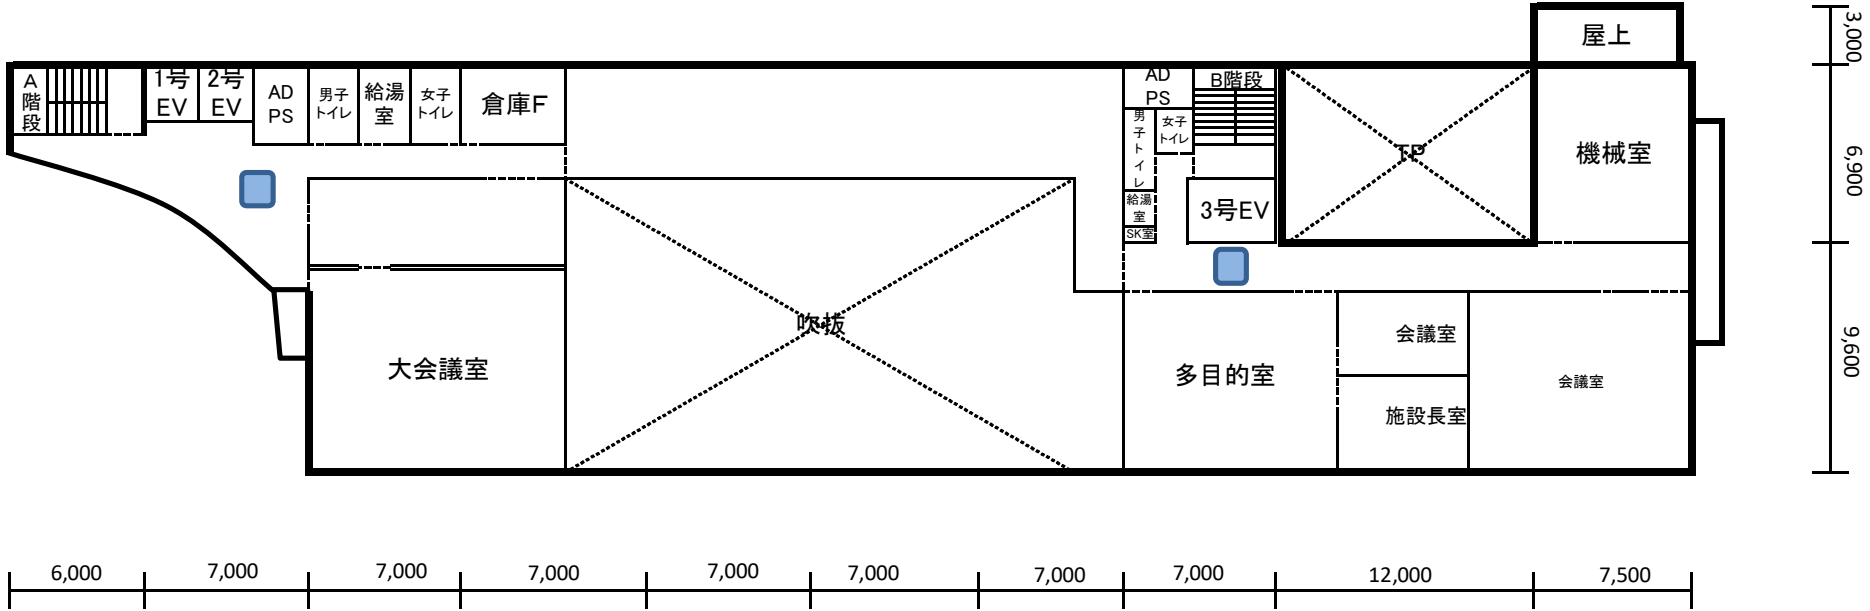 屋上
3,000
A
階
段
1号
EV
2号
EV
AD
PS
男子
トイレ
給湯
室
女子
トイレ
倉庫F
AD
PS
B階段
男
子
ト
イ
レ
女子
トイレ
給湯
室
SK室
3号EV
TP
機械室
6,900
吹抜
大会議室
多目的室
会議室
施設長室
会議室
9,600
6,000
7,000
7,000
7,000
7,000
7,000
7,000
7,000
12,000
7,500